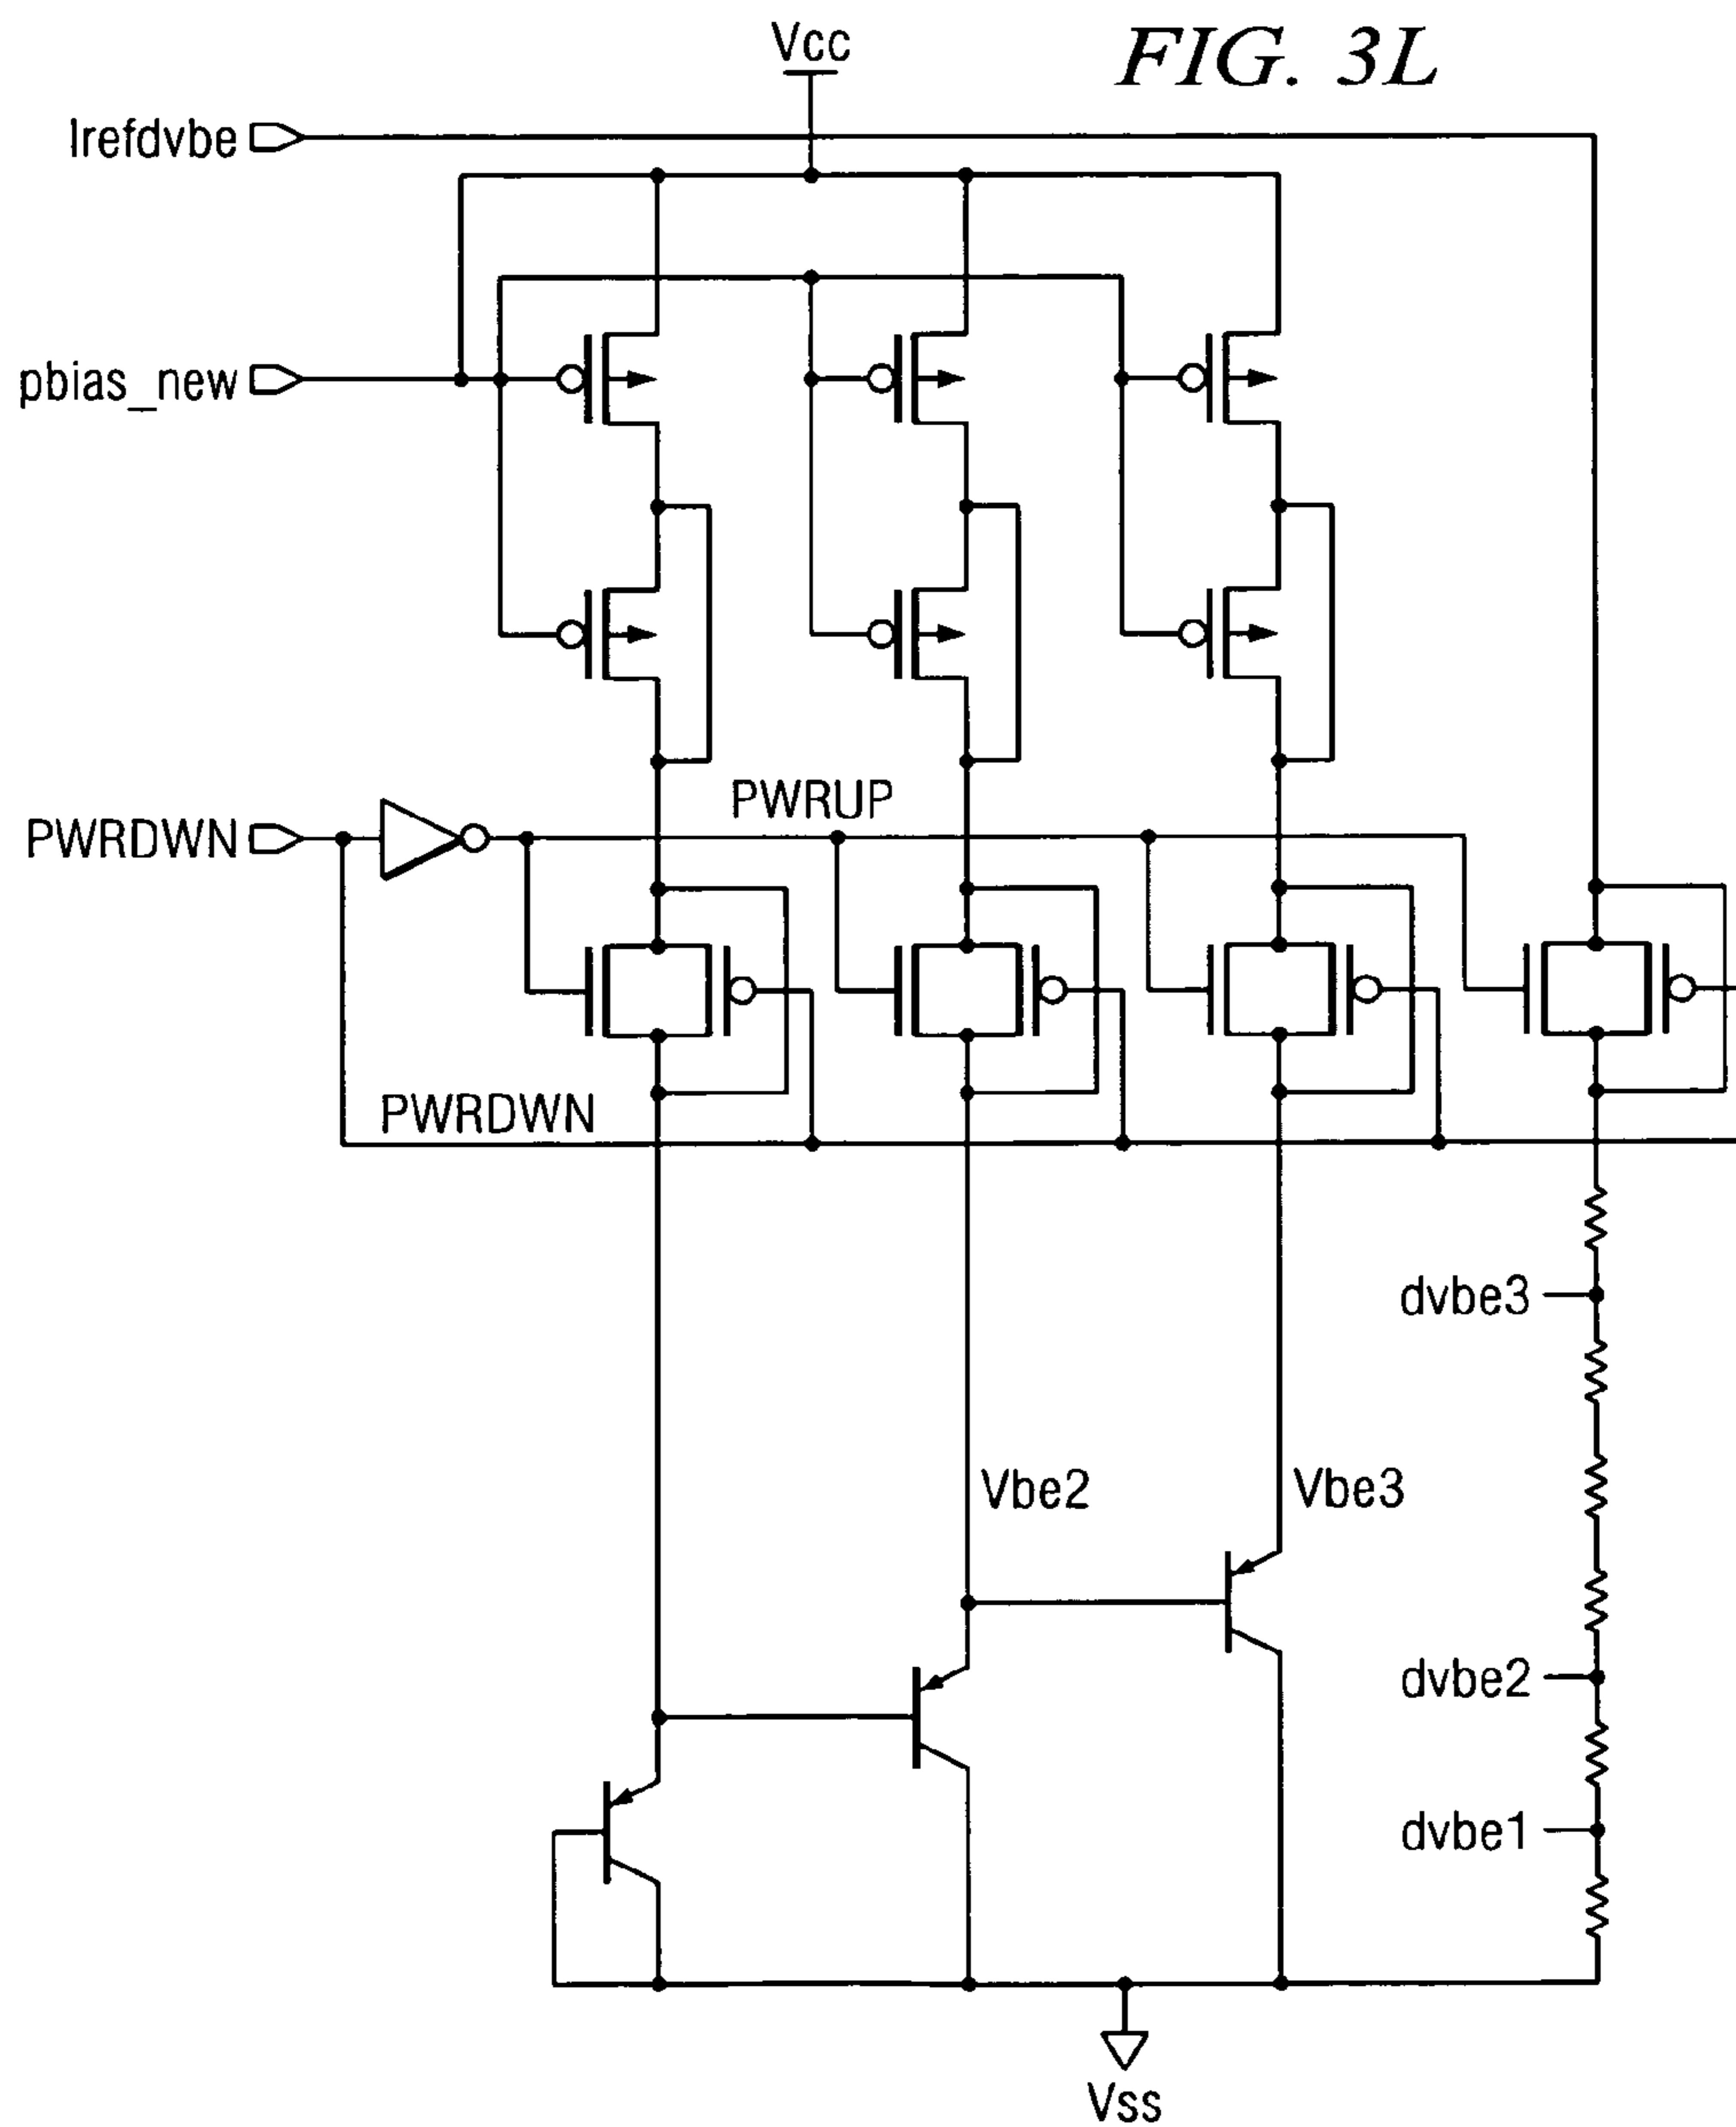 FIG. 3L
Vcc
Irefdvbe
pbias_new
PWRUP
PWRDWN
PWRDWN
dvbe3
Vbe2
Vbe3
dvbe2
dvbe1
Vss